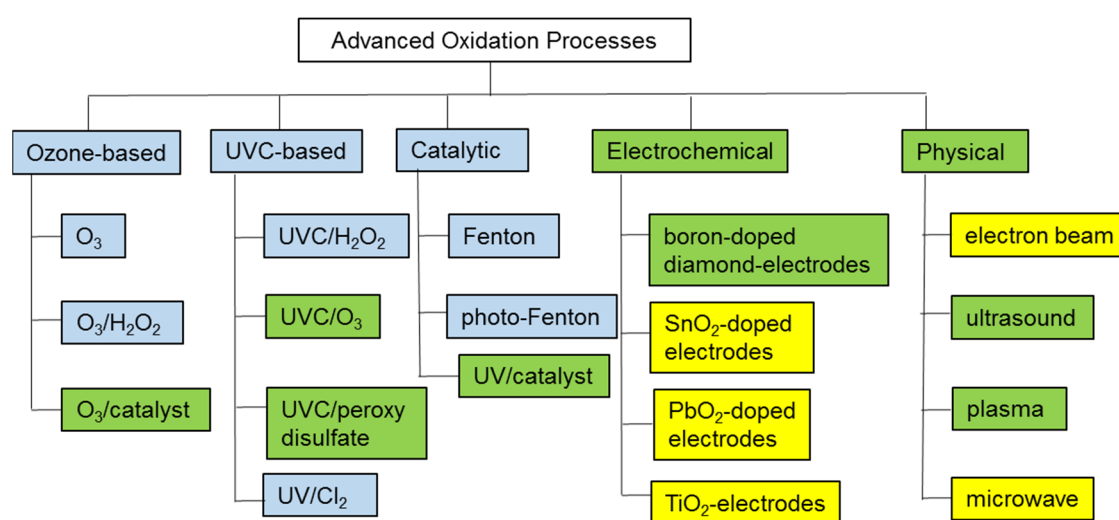 Advanced Oxidation Processes
Ozone-based
UVC-based
Catalytic
Electrochemical
Physical
O₃
O₃/H₂O₂
O₃/catalyst
UVC/H₂O₂
UVC/O₃
UVC/peroxy
disulfate
UV/Cl₂
Fenton
photo-Fenton
UV/catalyst
boron-doped
diamond-electrodes
SnO₂-doped
electrodes
PbO₂-doped
electrodes
TiO₂-electrodes
electron beam
ultrasound
plasma
microwave